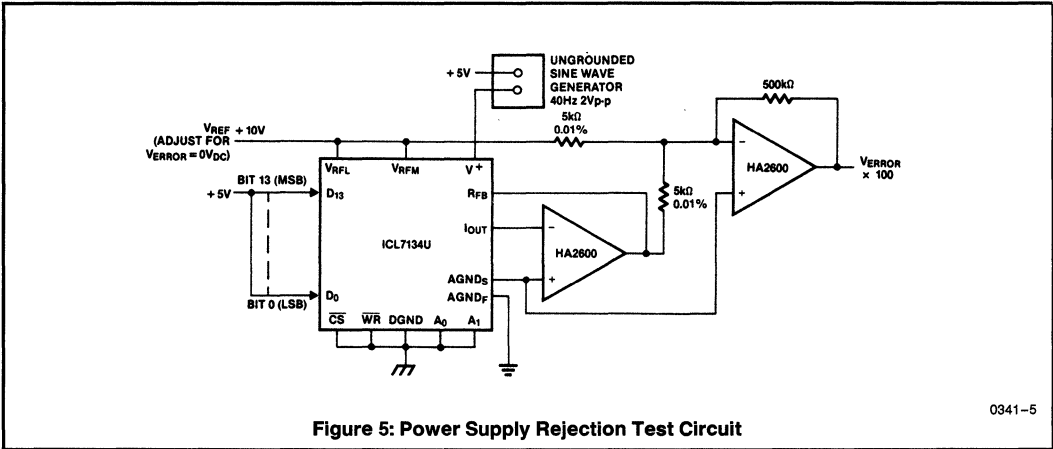 UNGROUNDED
+ 5V
SINE WAVE
GENERATOR
40Hz 2Vp-p
500kΩ
5kΩ
0.01%
VREF + 10V
(ADJUST FOR
VERROR = 0VDC)
VRFL
VRFM
V+
−
HA2600
+
VERROR
× 100
BIT 13 (MSB)
+ 5V
D13
RFB
5kΩ
0.01%
IOUT
−
ICL7134U
HA2600
AGNDS
+
AGNDF
D0
BIT 0 (LSB)
CS
WR
DGND
A0
A1
0341–5
Figure 5: Power Supply Rejection Test Circuit